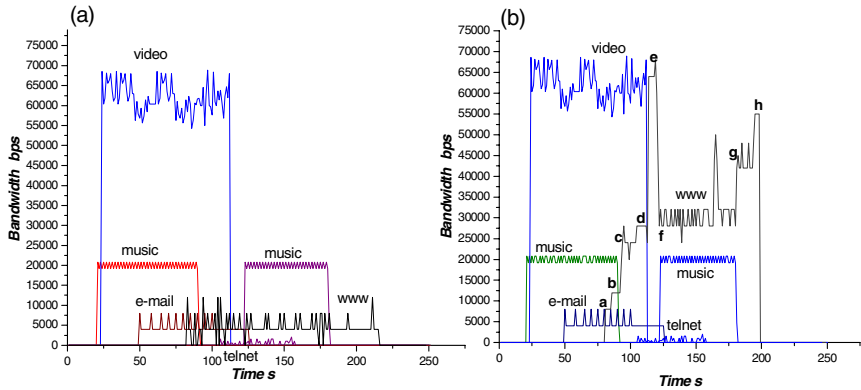 (a)
75000
70000
65000
60000
55000
50000
45000
40000
35000
30000
25000
20000
15000
10000
5000
0
Bandwidth bps
video
music
music
e-mail
www
telnet
0
50
100
150
200
250
Time s
(b)
75000
70000
65000
60000
55000
50000
45000
40000
35000
30000
25000
20000
15000
10000
5000
0
Bandwidth bps
video
e
h
g
www
d
c
f
music
music
b
e-mail
a
telnet
0
50
100
150
200
250
Time s